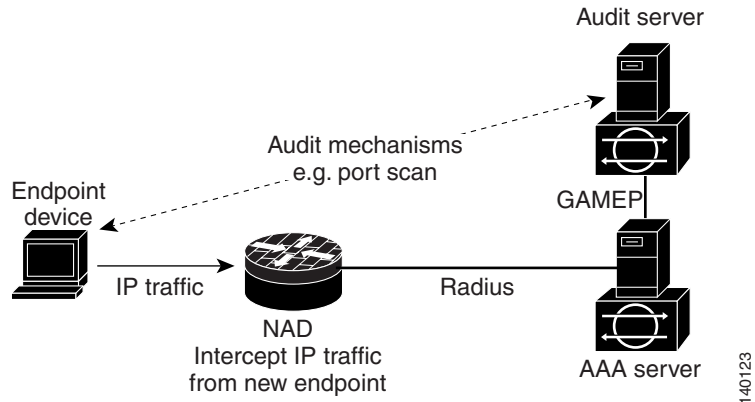 Audit server
Audit mechanisms
e.g. port scan
Endpoint
device
GAMEP
IP traffic
Radius
NAD
Intercept IP traffic
from new endpoint
AAA server
140123